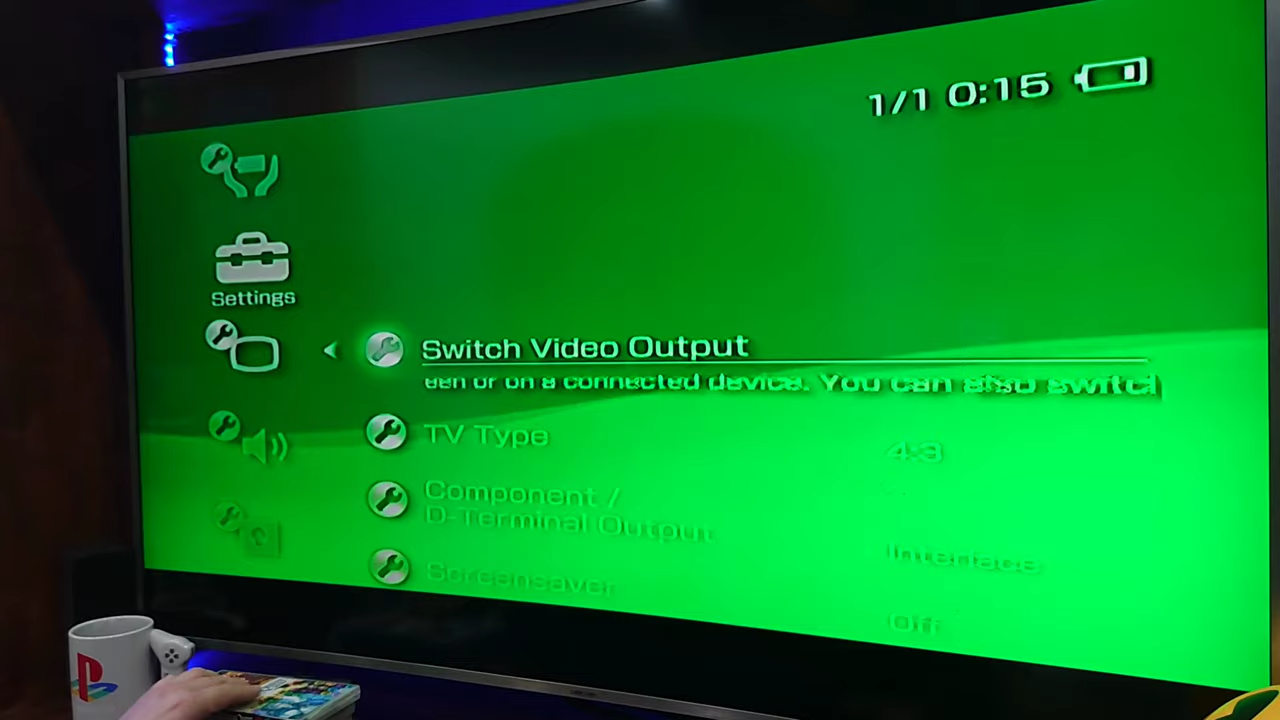 1/1 0:15
Settings
Switch Video Output
een or on a connected device. You can also switch
TV Type 4:3
Component /
D-Terminal Output
Interlace
Screensaver
Off